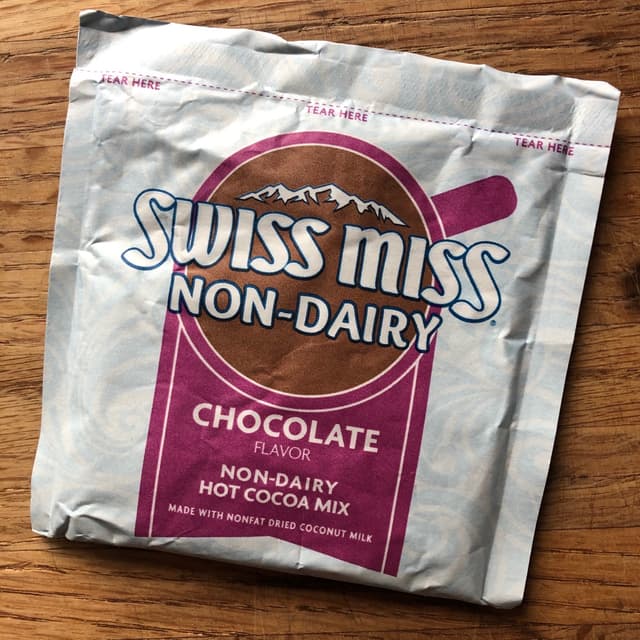 TEAR HERE
TEAR HERE
TEAR HERE
SWISS MISS
NON-DAIRY
CHOCOLATE
FLAVOR
NON-DAIRY
HOT COCOA MIX
MADE WITH NONFAT DRIED COCONUT MILK